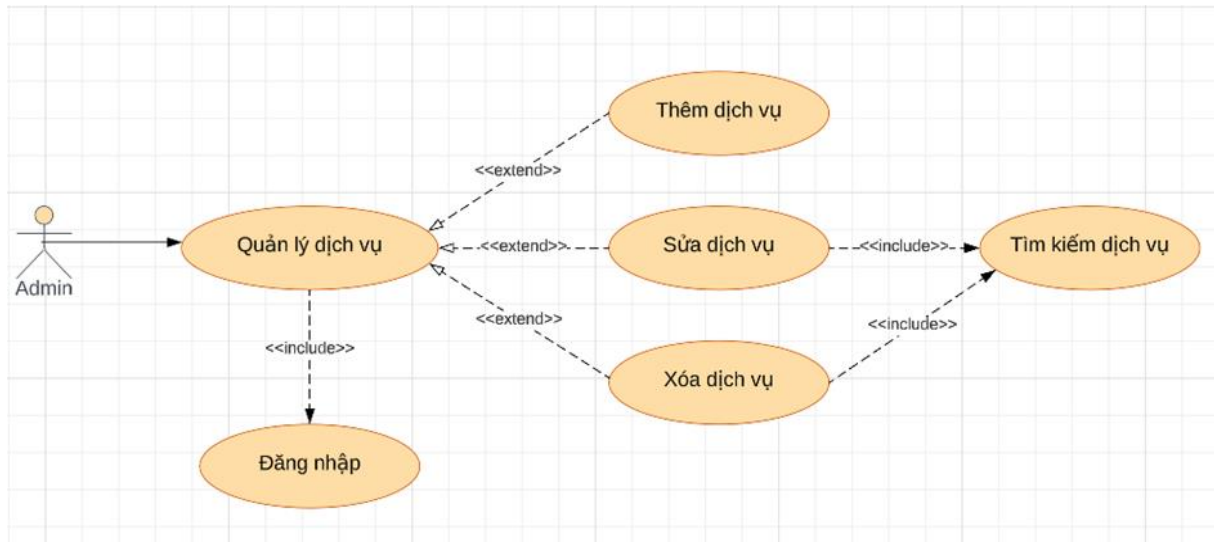 Thêm dịch vụ
<<extend>>
Admin
Quản lý dịch vụ
<<extend>>
Sửa dịch vụ
<<include>>
Tìm kiếm dịch vụ
<<extend>>
<<include>>
<<include>>
Xóa dịch vụ
Đăng nhập